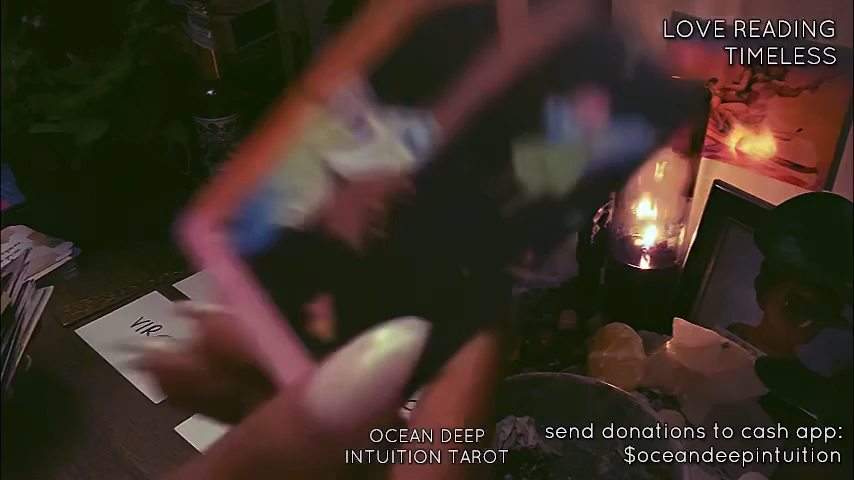 LOVE READING
TIMELESS
OCEAN DEEP
INTUITION TAROT
send donations to cash app:
$oceandeepintuition